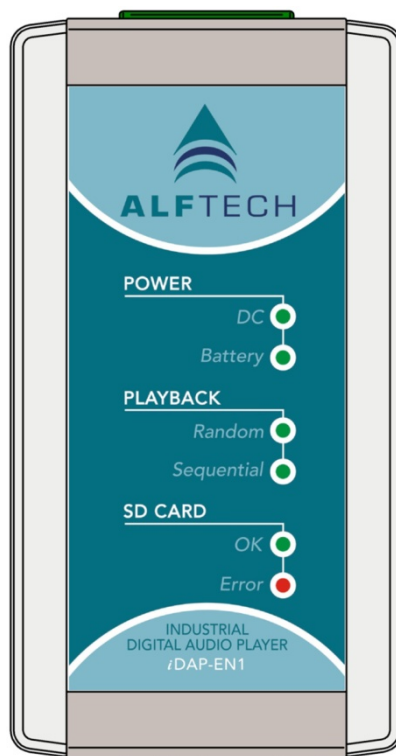 ALFTECH
POWER
DC
Battery
PLAYBACK
Random
Sequential
SD CARD
OK
Error
INDUSTRIAL
DIGITAL AUDIO PLAYER
iDAP-EN1